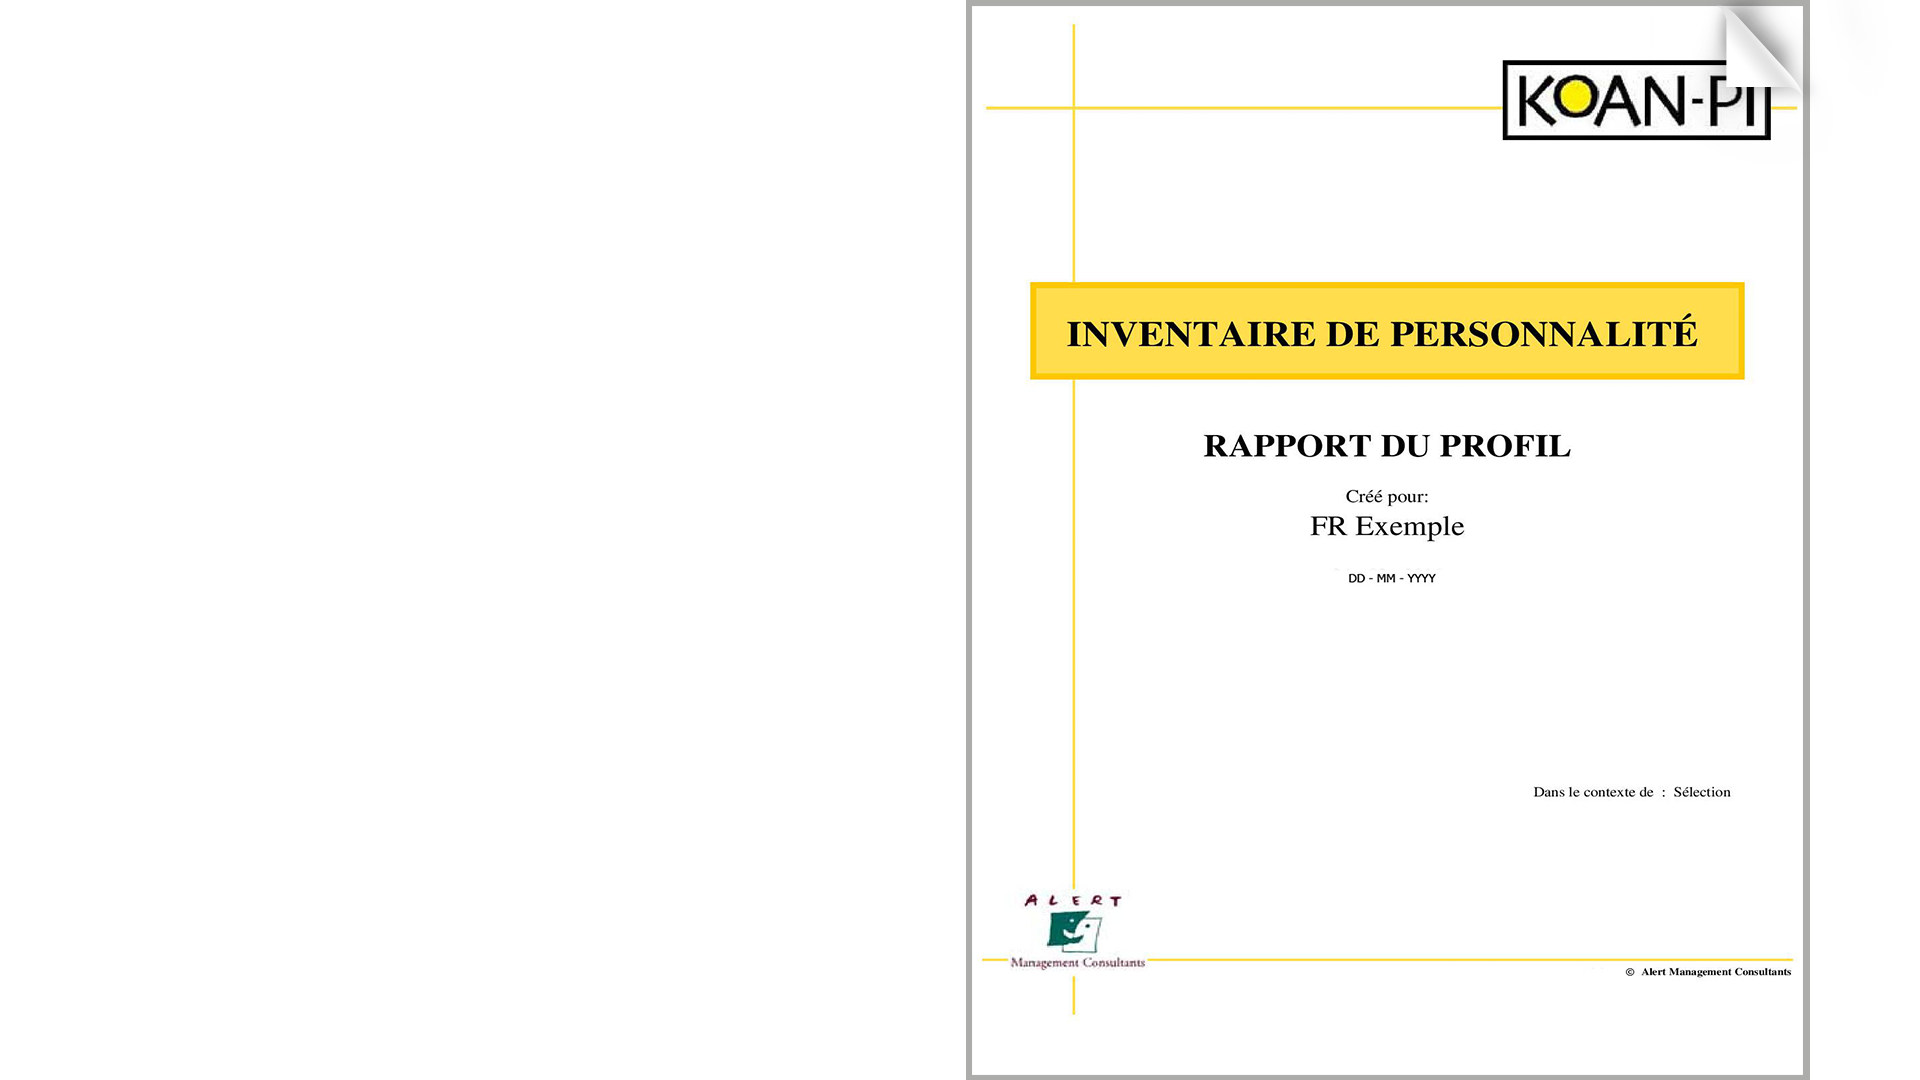 KOAN-PI
INVENTAIRE DE PERSONNALITÉ
RAPPORT DU PROFIL
Créé pour:
FR Exemple
DD - MM - YYYY
Dans le contexte de : Sélection
ALERT
Management Consultants
© Alert Management Consultants